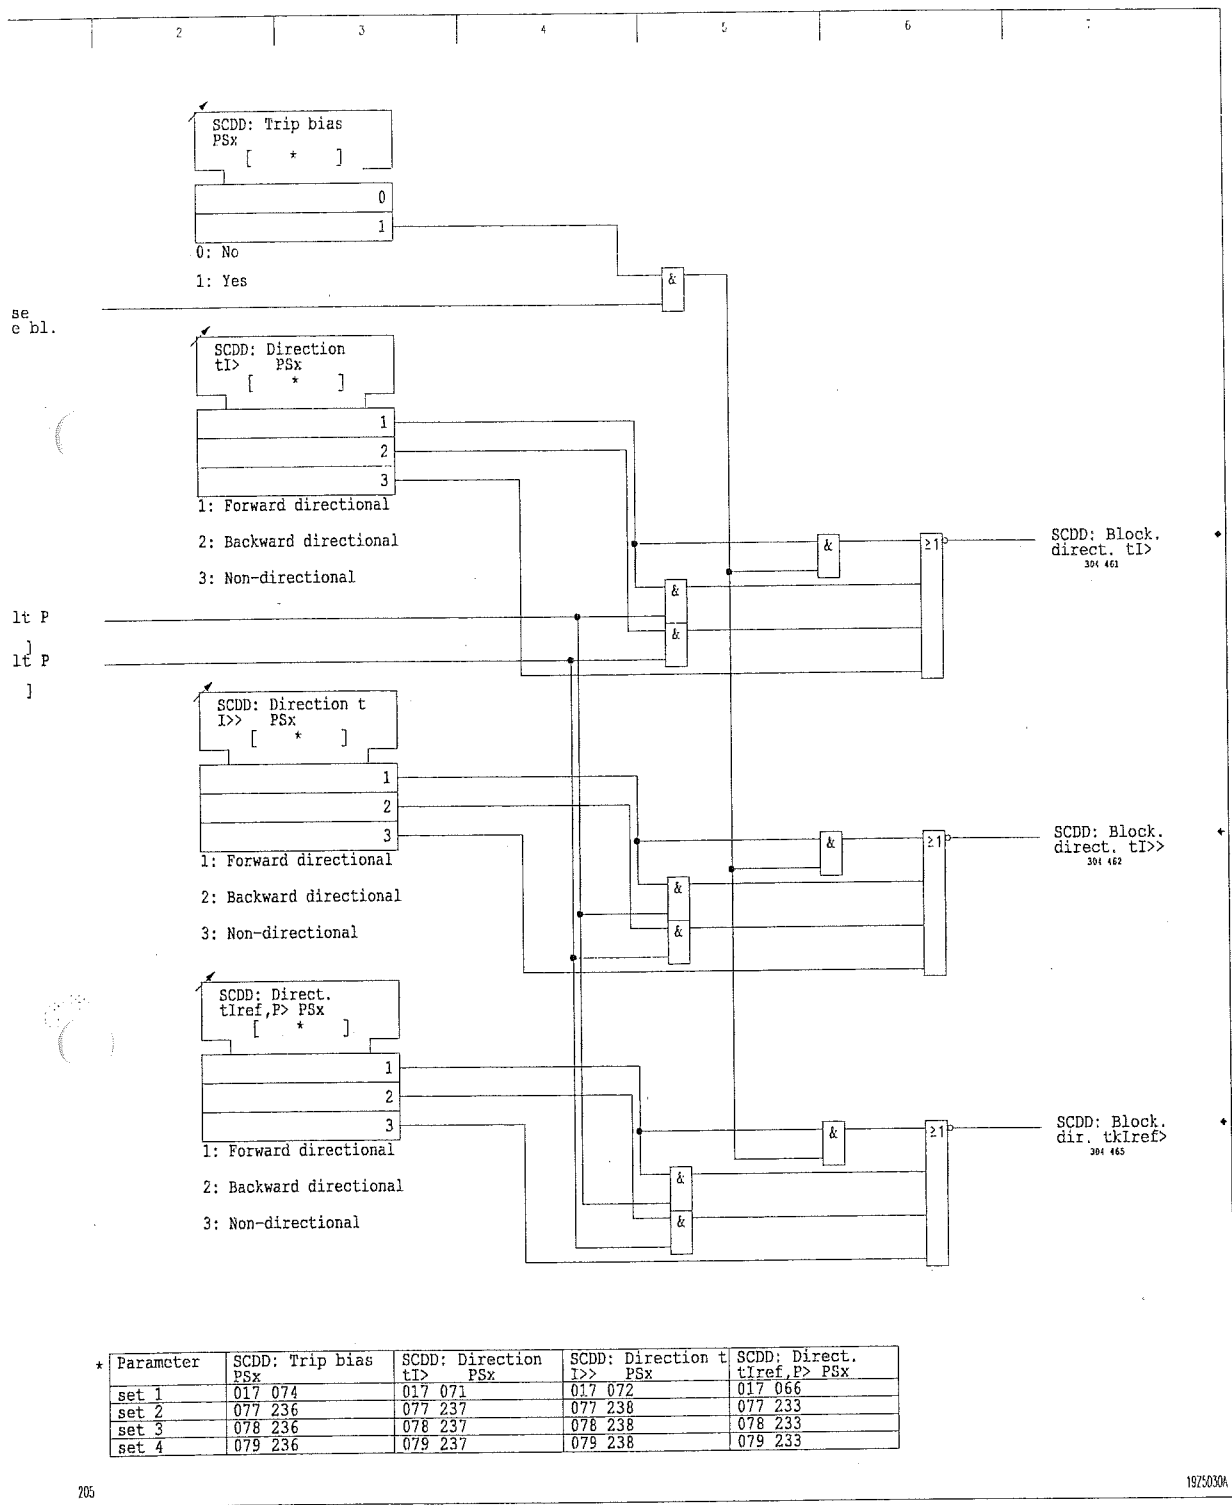 2 3 4 5 6
SCDD: Trip bias
PSx
[ * ]
0
1
0: No
1: Yes
&
se
e bl.
SCDD: Direction
tI> PSx
[ * ]
1
2
3
1: Forward directional
2: Backward directional
3: Non-directional
&
&
&
≥1
SCDD: Block.
direct. tI>
304 461
lt P
]
lt P
]
SCDD: Direction t
I>> PSx
[ * ]
1
2
3
1: Forward directional
2: Backward directional
3: Non-directional
&
&
&
≥1
SCDD: Block.
direct. tI>>
304 462
SCDD: Direct.
tIref,P> PSx
[ * ]
1
2
3
1: Forward directional
2: Backward directional
3: Non-directional
&
&
&
≥1
SCDD: Block.
dir. tkIref>
304 465
* Parameter SCDD: Trip bias PSx SCDD: Direction tI> PSx SCDD: Direction t I>> PSx SCDD: Direct. tIref,P> PSx
set 1 017 074 017 071 017 072 017 066
set 2 077 236 077 237 077 238 077 233
set 3 078 236 078 237 078 238 078 233
set 4 079 236 079 237 079 238 079 233
205
19Z5030A